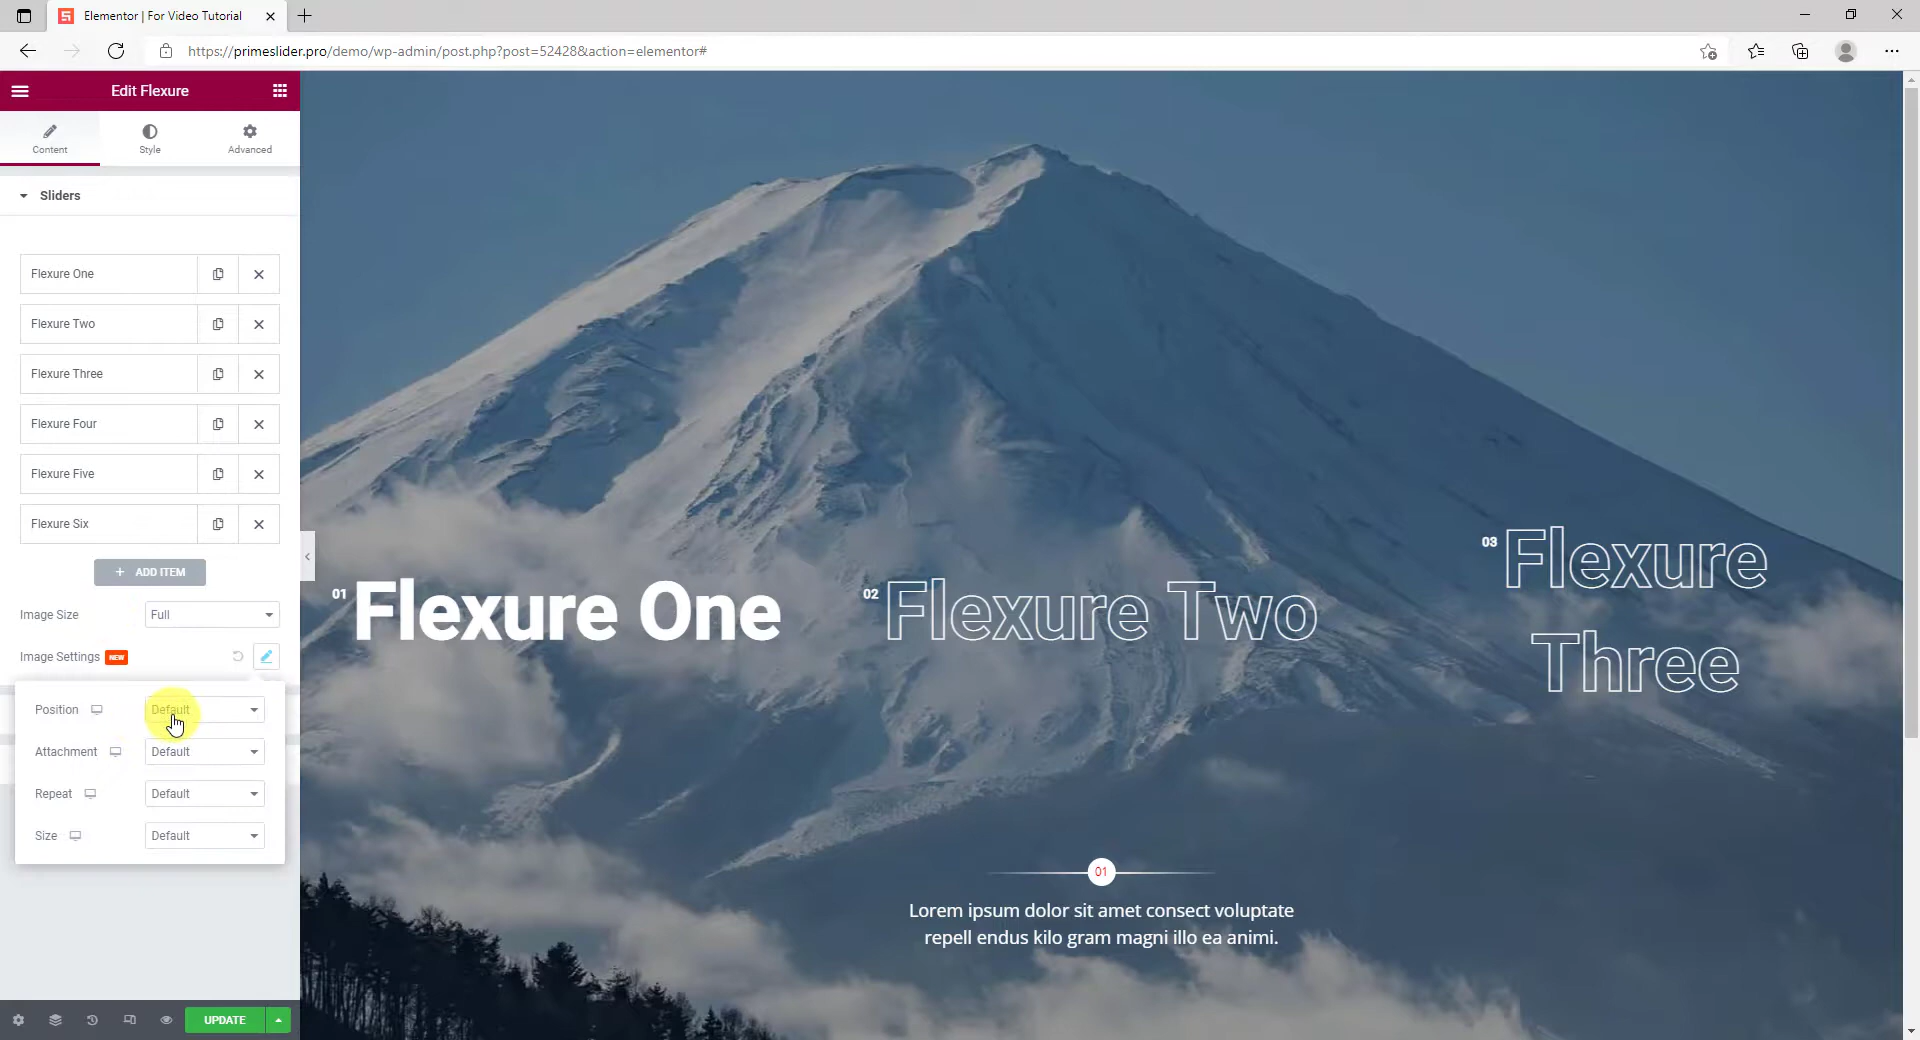 Elementor | For Video Tutorial
https://primeslider.pro/demo/wp-admin/post.php?post=52428&action=elementor#
Edit Flexure
Content
Style
Advanced
Sliders
Flexure One
Flexure Two
Flexure Three
Flexure Four
Flexure Five
Flexure Six
+ ADD ITEM
Image Size Full
Image Settings NEW
Position Default
Attachment Default
Repeat Default
Size Default
UPDATE
01 Flexure One
02 Flexure Two
03 Flexure
Three
01
Lorem ipsum dolor sit amet consect voluptate
repell endus kilo gram magni illo ea animi.